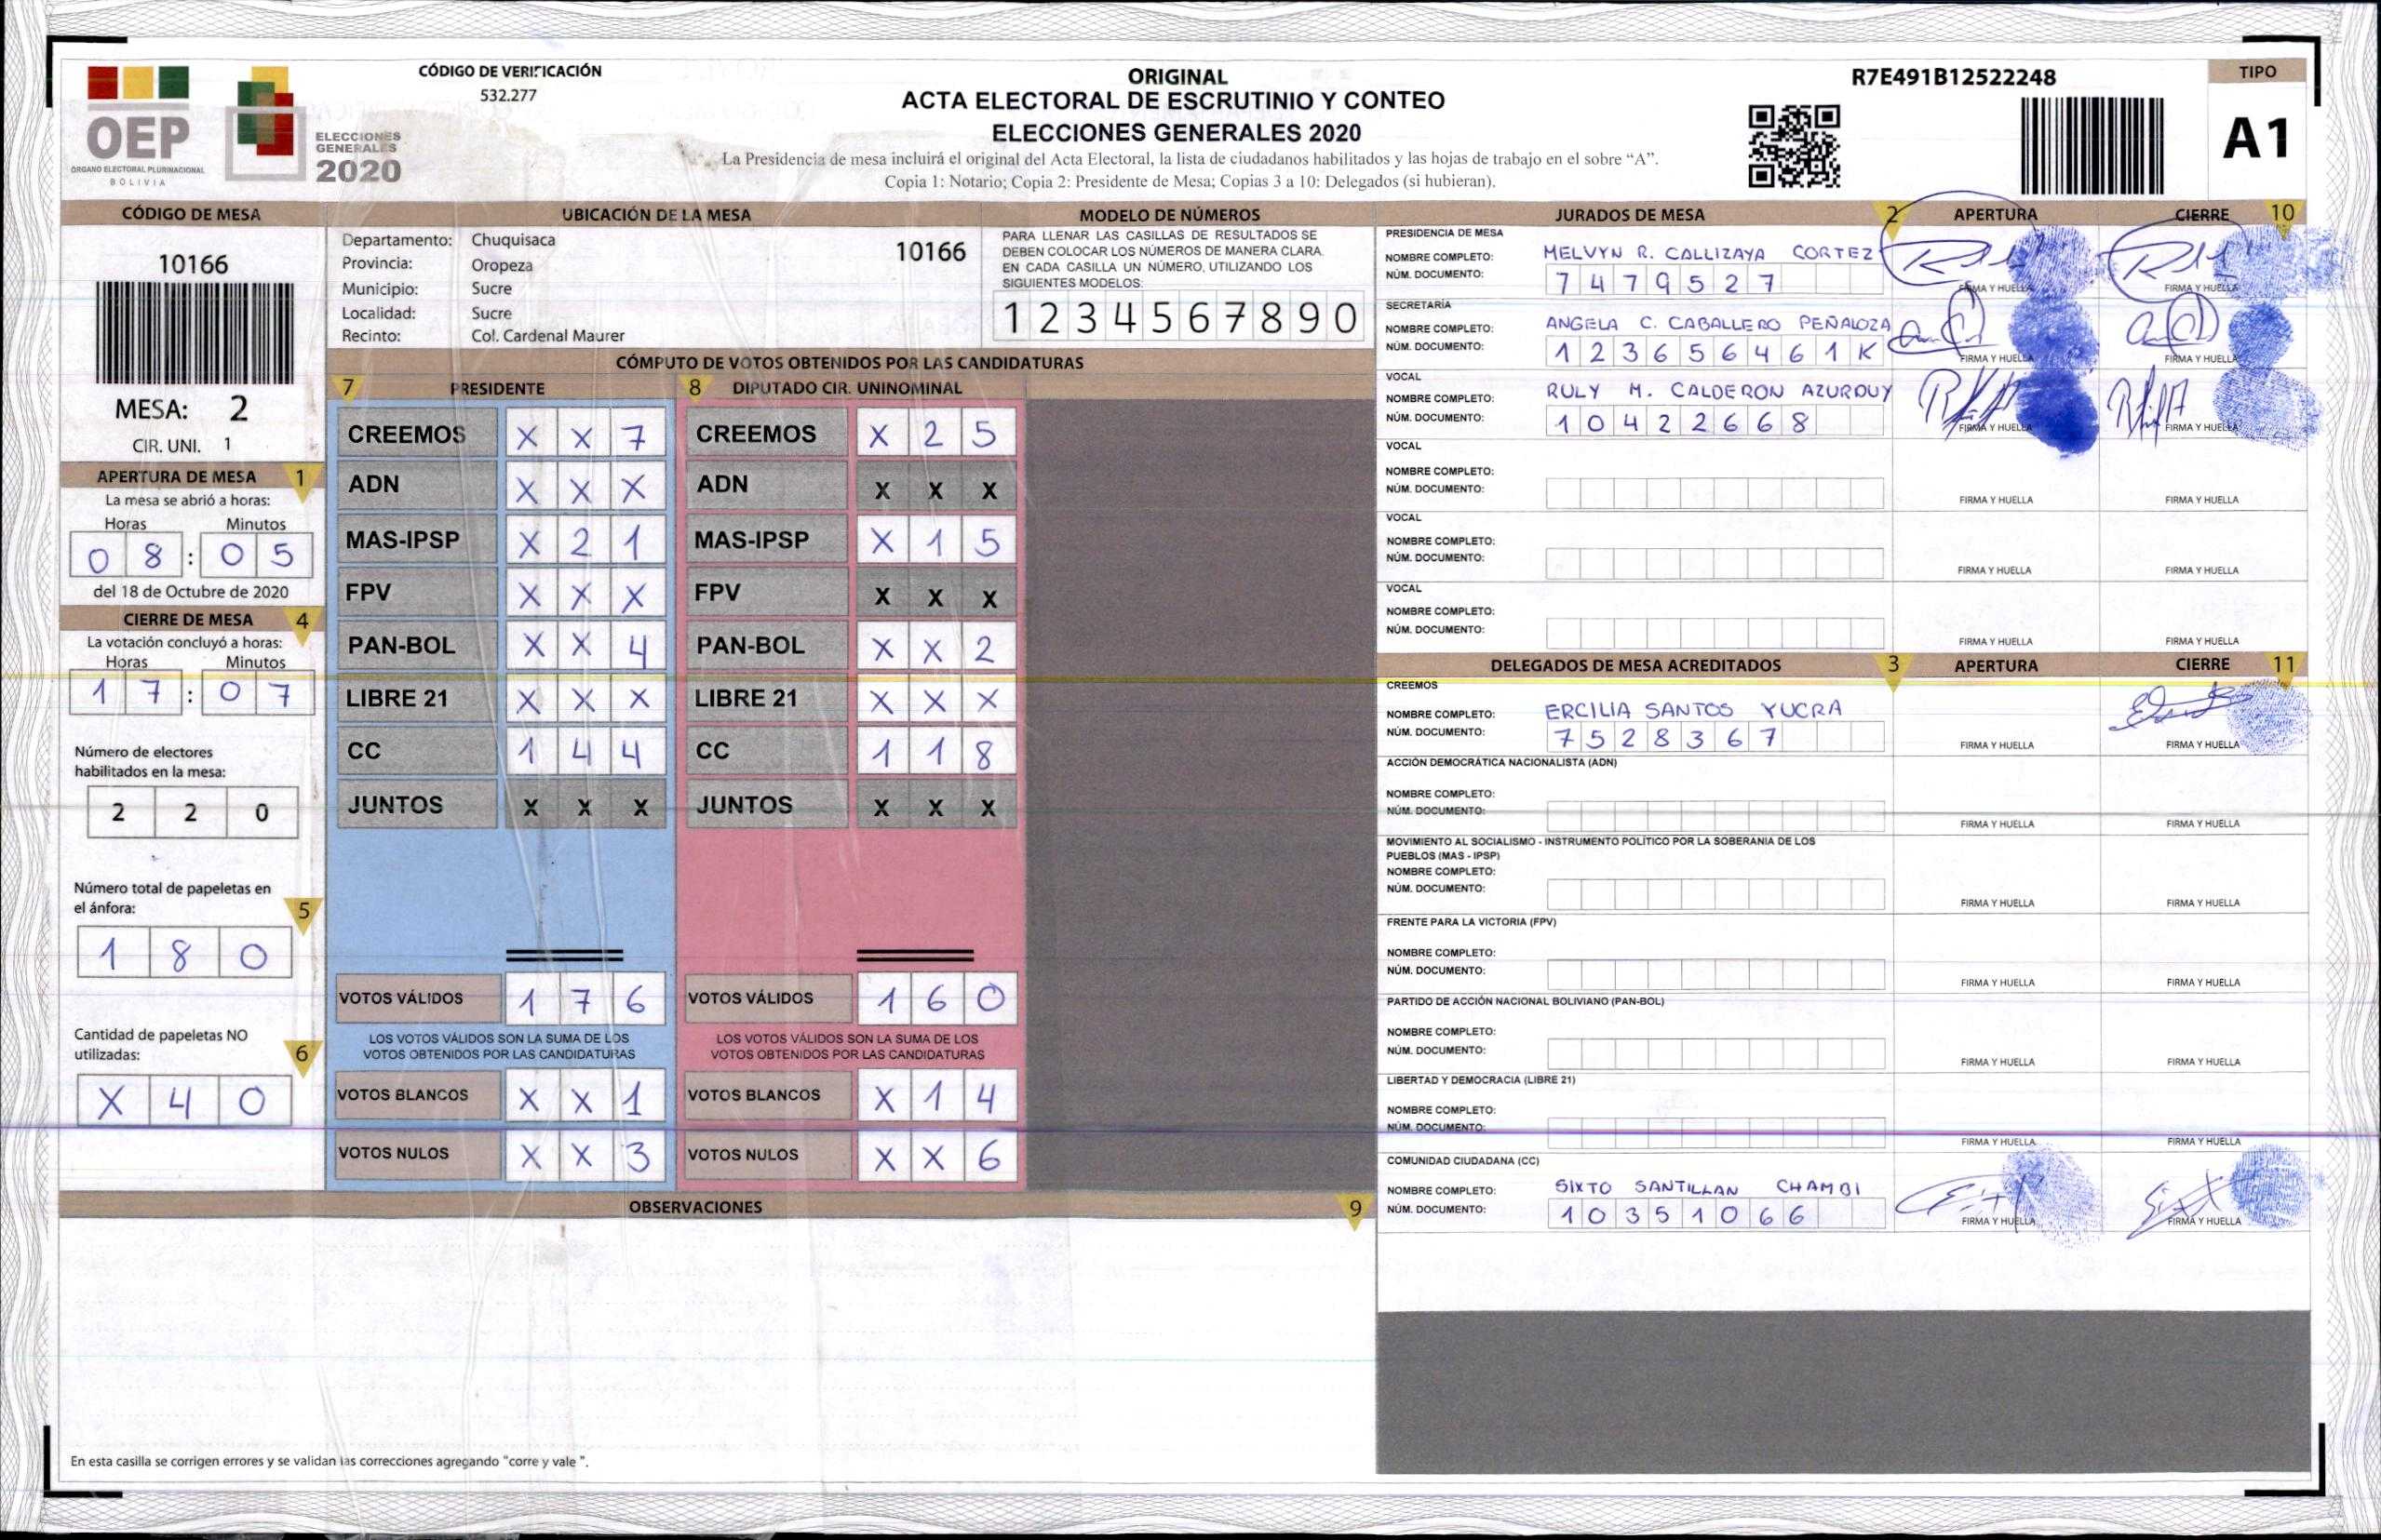 OEP
ÓRGANO ELECTORAL PLURINACIONAL
BOLIVIA
ELECCIONES
GENERALES
2020
CÓDIGO DE VERIFICACIÓN
532.277
ORIGINAL
ACTA ELECTORAL DE ESCRUTINIO Y CONTEO
ELECCIONES GENERALES 2020
La Presidencia de mesa incluirá el original del Acta Electoral, la lista de ciudadanos habilitados y las hojas de trabajo en el sobre “A”.
Copia 1: Notario; Copia 2: Presidente de Mesa; Copias 3 a 10: Delegados (si hubieran).
R7E491B12522248
TIPO
A1
CÓDIGO DE MESA
10166
MESA: 2
CIR. UNI. 1
APERTURA DE MESA 1
La mesa se abrió a horas:
Horas Minutos
0 8 : 0 5
del 18 de Octubre de 2020
CIERRE DE MESA 4
La votación concluyó a horas:
Horas Minutos
1 7 : 0 7
Número de electores
habilitados en la mesa:
2 2 0
Número total de papeletas en
el ánfora: 5
1 8 0
Cantidad de papeletas NO
utilizadas: 6
X 4 0
UBICACIÓN DE LA MESA
Departamento: Chuquisaca 10166
Provincia: Oropeza
Municipio: Sucre
Localidad: Sucre
Recinto: Col. Cardenal Maurer
MODELO DE NÚMEROS
PARA LLENAR LAS CASILLAS DE RESULTADOS SE
DEBEN COLOCAR LOS NÚMEROS DE MANERA CLARA.
EN CADA CASILLA UN NÚMERO, UTILIZANDO LOS
SIGUIENTES MODELOS:
1 2 3 4 5 6 7 8 9 0
CÓMPUTO DE VOTOS OBTENIDOS POR LAS CANDIDATURAS
7 PRESIDENTE 8 DIPUTADO CIR. UNINOMINAL
CREEMOS X X 7 CREEMOS X 2 5
ADN X X X ADN X X X
MAS-IPSP X 2 1 MAS-IPSP X 1 5
FPV X X X FPV X X X
PAN-BOL X X 4 PAN-BOL X X 2
LIBRE 21 X X X LIBRE 21 X X X
CC 1 4 4 CC 1 1 8
JUNTOS X X X JUNTOS X X X
VOTOS VÁLIDOS 1 7 6 VOTOS VÁLIDOS 1 6 0
LOS VOTOS VÁLIDOS SON LA SUMA DE LOS LOS VOTOS VÁLIDOS SON LA SUMA DE LOS
VOTOS OBTENIDOS POR LAS CANDIDATURAS VOTOS OBTENIDOS POR LAS CANDIDATURAS
VOTOS BLANCOS X X 1 VOTOS BLANCOS X 1 4
VOTOS NULOS X X 3 VOTOS NULOS X X 6
OBSERVACIONES 9
En esta casilla se corrigen errores y se validan las correcciones agregando "corre y vale ".
JURADOS DE MESA 2 APERTURA CIERRE 10
PRESIDENCIA DE MESA
NOMBRE COMPLETO: MELVYN R. CALLIZAYA CORTEZ
NÚM. DOCUMENTO: 7 4 7 9 5 2 7
FIRMA Y HUELLA FIRMA Y HUELLA
SECRETARÍA
NOMBRE COMPLETO: ANGELA C. CABALLERO PEÑALOZA
NÚM. DOCUMENTO: 1 2 3 6 5 6 4 6 1 K
FIRMA Y HUELLA FIRMA Y HUELLA
VOCAL
NOMBRE COMPLETO: RULY M. CALDERON AZURDUY
NÚM. DOCUMENTO: 1 0 4 2 2 6 6 8
FIRMA Y HUELLA FIRMA Y HUELLA
VOCAL
NOMBRE COMPLETO:
NÚM. DOCUMENTO:
FIRMA Y HUELLA FIRMA Y HUELLA
VOCAL
NOMBRE COMPLETO:
NÚM. DOCUMENTO:
FIRMA Y HUELLA FIRMA Y HUELLA
VOCAL
NOMBRE COMPLETO:
NÚM. DOCUMENTO:
FIRMA Y HUELLA FIRMA Y HUELLA
DELEGADOS DE MESA ACREDITADOS 3 APERTURA CIERRE 11
CREEMOS
NOMBRE COMPLETO: ERCILIA SANTOS YUCRA
NÚM. DOCUMENTO: 7 5 2 8 3 6 7
FIRMA Y HUELLA FIRMA Y HUELLA
ACCIÓN DEMOCRÁTICA NACIONALISTA (ADN)
NOMBRE COMPLETO:
NÚM. DOCUMENTO:
FIRMA Y HUELLA FIRMA Y HUELLA
MOVIMIENTO AL SOCIALISMO - INSTRUMENTO POLÍTICO POR LA SOBERANIA DE LOS
PUEBLOS (MAS - IPSP)
NOMBRE COMPLETO:
NÚM. DOCUMENTO:
FIRMA Y HUELLA FIRMA Y HUELLA
FRENTE PARA LA VICTORIA (FPV)
NOMBRE COMPLETO:
NÚM. DOCUMENTO:
FIRMA Y HUELLA FIRMA Y HUELLA
PARTIDO DE ACCIÓN NACIONAL BOLIVIANO (PAN-BOL)
NOMBRE COMPLETO:
NÚM. DOCUMENTO:
FIRMA Y HUELLA FIRMA Y HUELLA
LIBERTAD Y DEMOCRACIA (LIBRE 21)
NOMBRE COMPLETO:
NÚM. DOCUMENTO:
FIRMA Y HUELLA FIRMA Y HUELLA
COMUNIDAD CIUDADANA (CC)
NOMBRE COMPLETO: SIXTO SANTILLAN CHAMBI
NÚM. DOCUMENTO: 1 0 3 5 1 0 6 6
FIRMA Y HUELLA FIRMA Y HUELLA